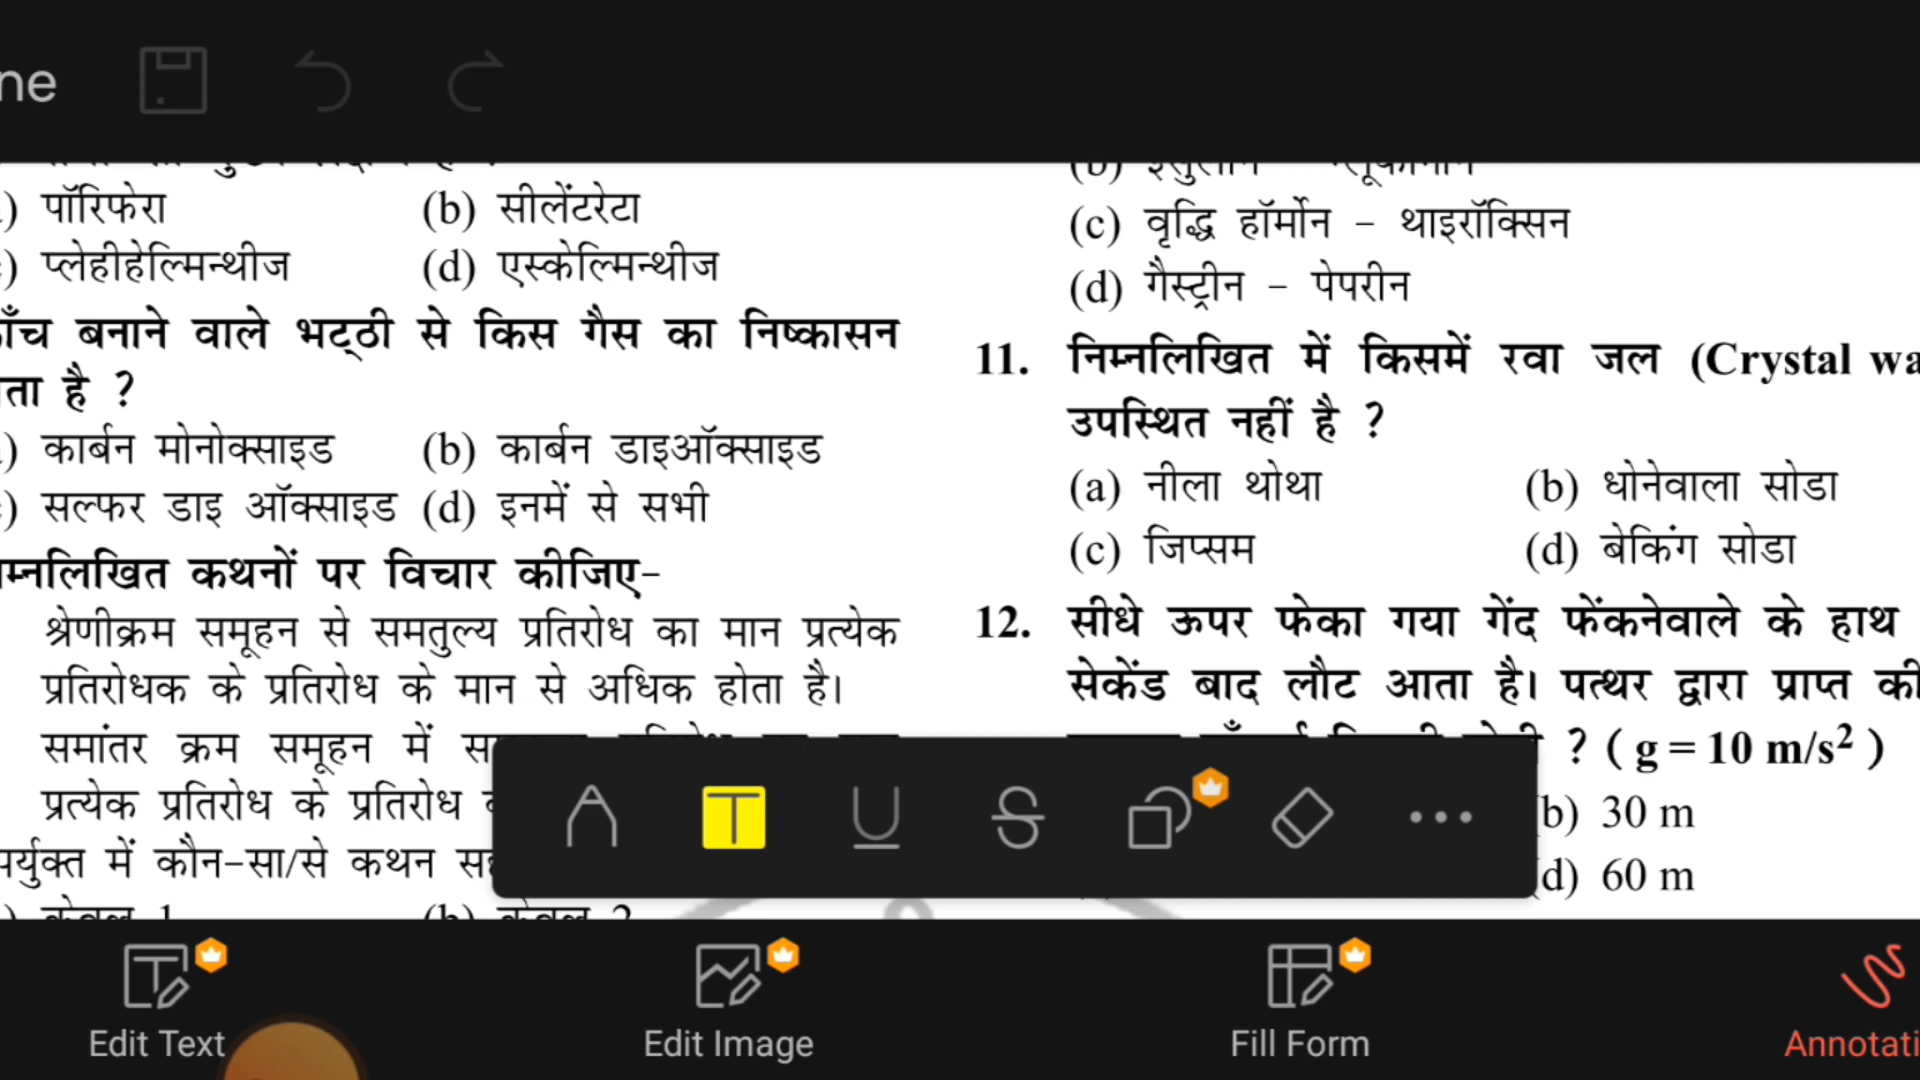 ne
) पॉरिफेरा (b) सीलेंटरेटा
) प्लेहीहेल्मिन्थीज (d) एस्केल्मिन्थीज
ाँच बनाने वाले भट्ठी से किस गैस का निष्कासन
ता है ?
) कार्बन मोनोक्साइड (b) कार्बन डाइऑक्साइड
) सल्फर डाइ ऑक्साइड (d) इनमें से सभी
म्नलिखित कथनों पर विचार कीजिए–
श्रेणीक्रम समूहन से समतुल्य प्रतिरोध का मान प्रत्येक
प्रतिरोधक के प्रतिरोध के मान से अधिक होता है।
समांतर क्रम समूहन में
प्रत्येक प्रतिरोध के प्रतिरोध
पर्युक्त में कौन-सा/से कथन
(c) वृद्धि हॉर्मोन – थाइरॉक्सिन
(d) गैस्ट्रीन – पेपरीन
11. निम्नलिखित में किसमें रवा जल (Crystal wa
उपस्थित नहीं है ?
(a) नीला थोथा (b) धोनेवाला सोडा
(c) जिप्सम (d) बेकिंग सोडा
12. सीधे ऊपर फेका गया गेंद फेंकनेवाले के हाथ
सेकेंड बाद लौट आता है। पत्थर द्वारा प्राप्त की
? ( g = 10 m/s² )
b) 30 m
d) 60 m
Edit Text
Edit Image
Fill Form
Annotati